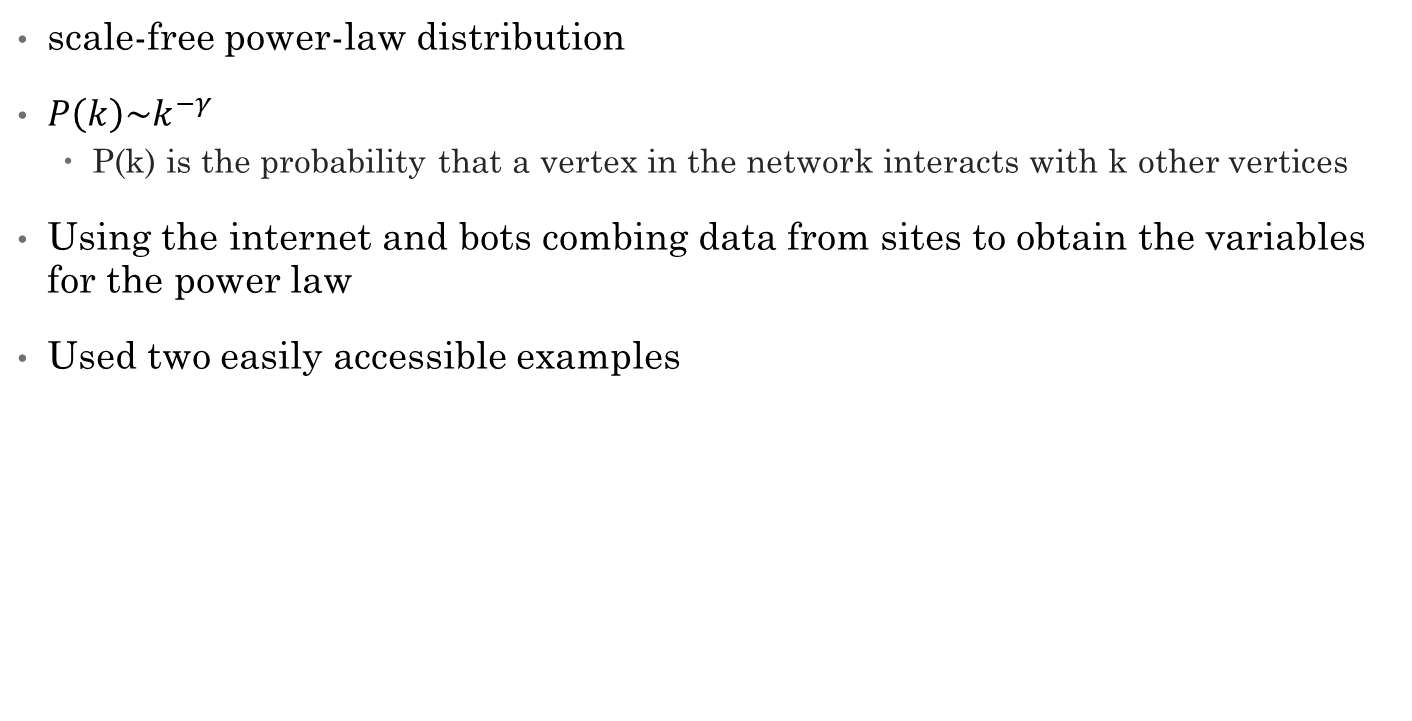 • scale-free power-law distribution
• P(k)~k^−γ
• P(k) is the probability that a vertex in the network interacts with k other vertices
• Using the internet and bots combing data from sites to obtain the variables
for the power law
• Used two easily accessible examples